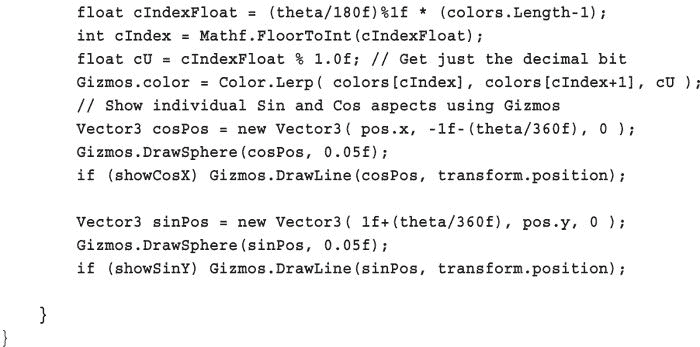 float cIndexFloat = (theta/180f)%1f * (colors.Length-1);
int cIndex = Mathf.FloorToInt(cIndexFloat);
float cU = cIndexFloat % 1.0f; // Get just the decimal bit
Gizmos.color = Color.Lerp( colors[cIndex], colors[cIndex+1], cU );
// Show individual Sin and Cos aspects using Gizmos
Vector3 cosPos = new Vector3( pos.x, -1f-(theta/360f), 0 );
Gizmos.DrawSphere(cosPos, 0.05f);
if (showCosX) Gizmos.DrawLine(cosPos, transform.position);
Vector3 sinPos = new Vector3( 1f+(theta/360f), pos.y, 0 );
Gizmos.DrawSphere(sinPos, 0.05f);
if (showSinY) Gizmos.DrawLine(sinPos, transform.position);
}
}